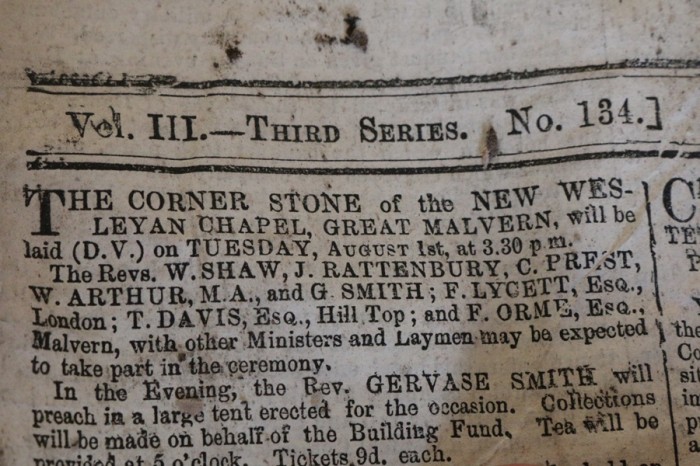 Vol. III.—THIRD SERIES. No. 134.]
THE CORNER STONE of the NEW WES-
LEYAN CHAPEL, GREAT MALVERN, will be
laid (D.V.) on TUESDAY, AUGUST 1st, at 3.30 p.m.
The Revs. W. SHAW, J. RATTENBURY, C. PREST,
W. ARTHUR, M.A., and G. SMITH; F. LYCETT, ESQ.,
London; T. DAVIS, ESQ., Hill Top; and F. ORME, ESQ.,
Malvern, with other Ministers and Laymen may be expected
to take part in the ceremony.
In the Evening, the Rev. GERVASE SMITH will
preach in a large tent erected for the occasion. Collections
will be made on behalf of the Building Fund. Tea will be
provided at 5 o'clock. Tickets 9d. each.